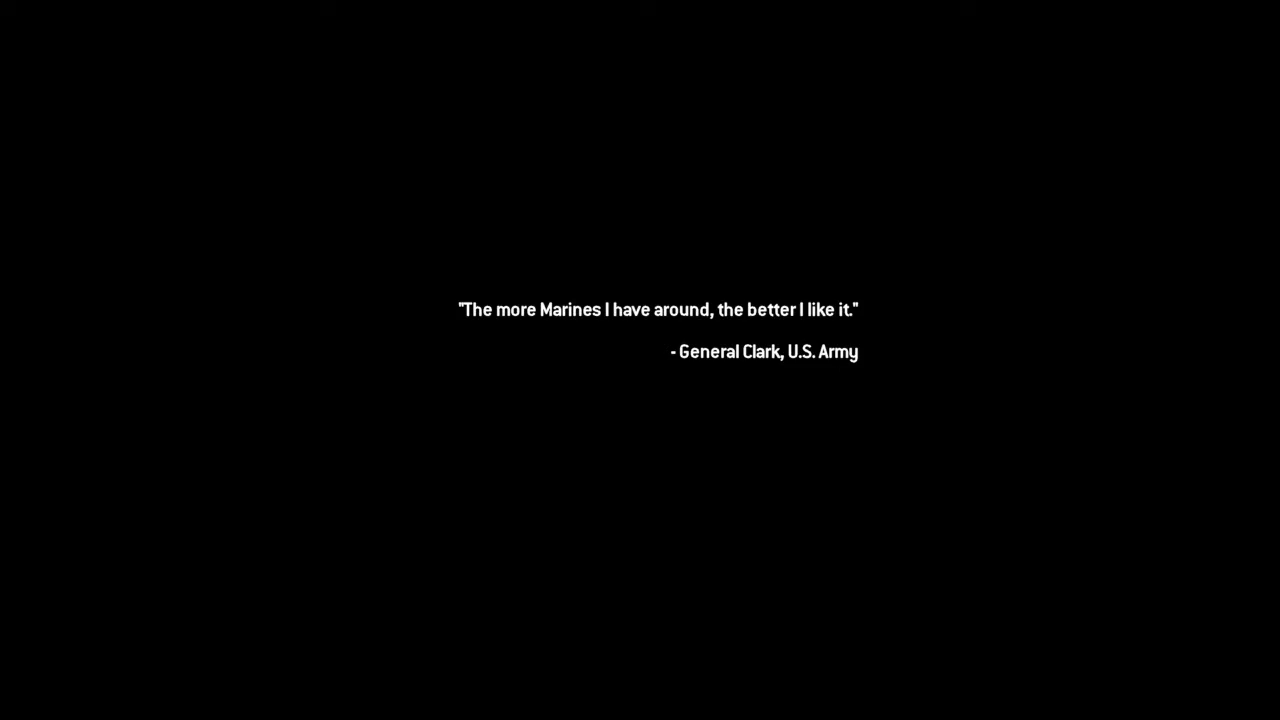 "The more Marines I have around, the better I like it."
- General Clark, U.S. Army